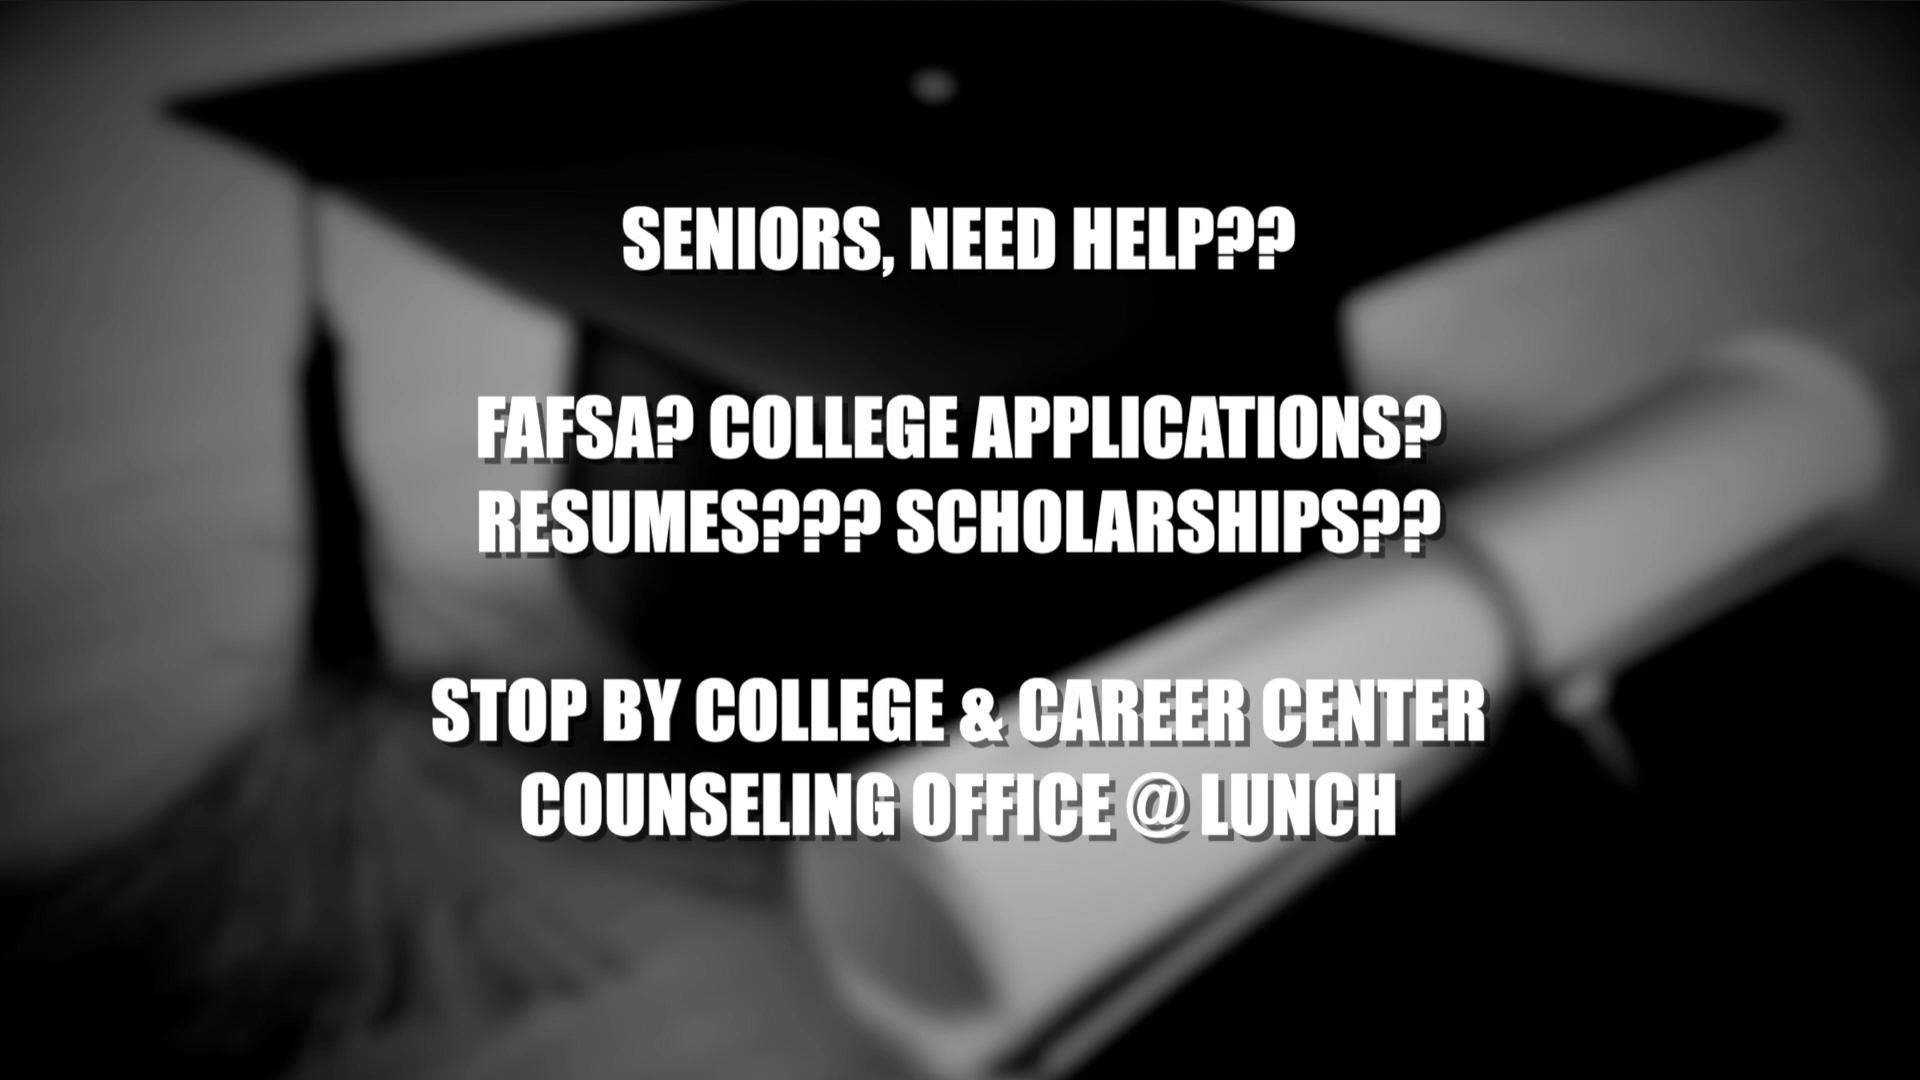 SENIORS, NEED HELP??
FAFSA? COLLEGE APPLICATIONS?
RESUMES??? SCHOLARSHIPS??
STOP BY COLLEGE & CAREER CENTER
COUNSELING OFFICE @ LUNCH